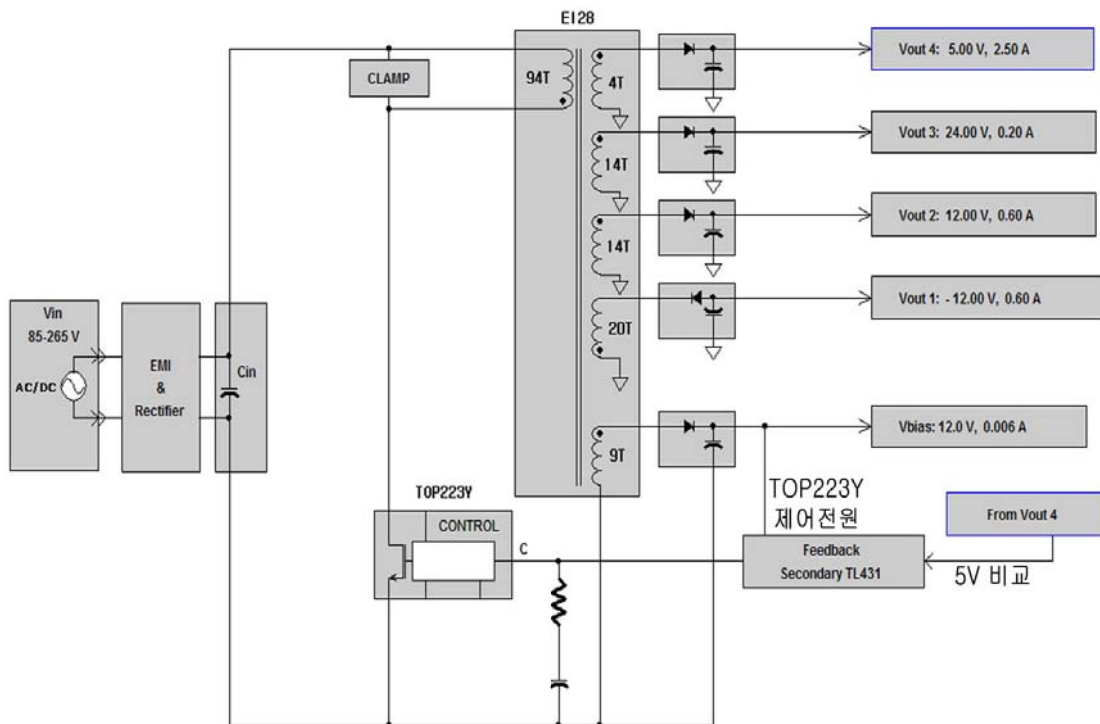 EI28
CLAMP
94T
4T
Vout 4: 5.00 V, 2.50 A
14T
Vout 3: 24.00 V, 0.20 A
14T
Vout 2: 12.00 V, 0.60 A
20T
Vout 1: - 12.00 V, 0.60 A
Vin
85-265 V
AC/DC
EMI
&
Rectifier
Cin
9T
Vbias: 12.0 V, 0.006 A
TOP223Y
CONTROL
C
TOP223Y
제어전원
From Vout 4
Feedback
Secondary TL431
5V 비교